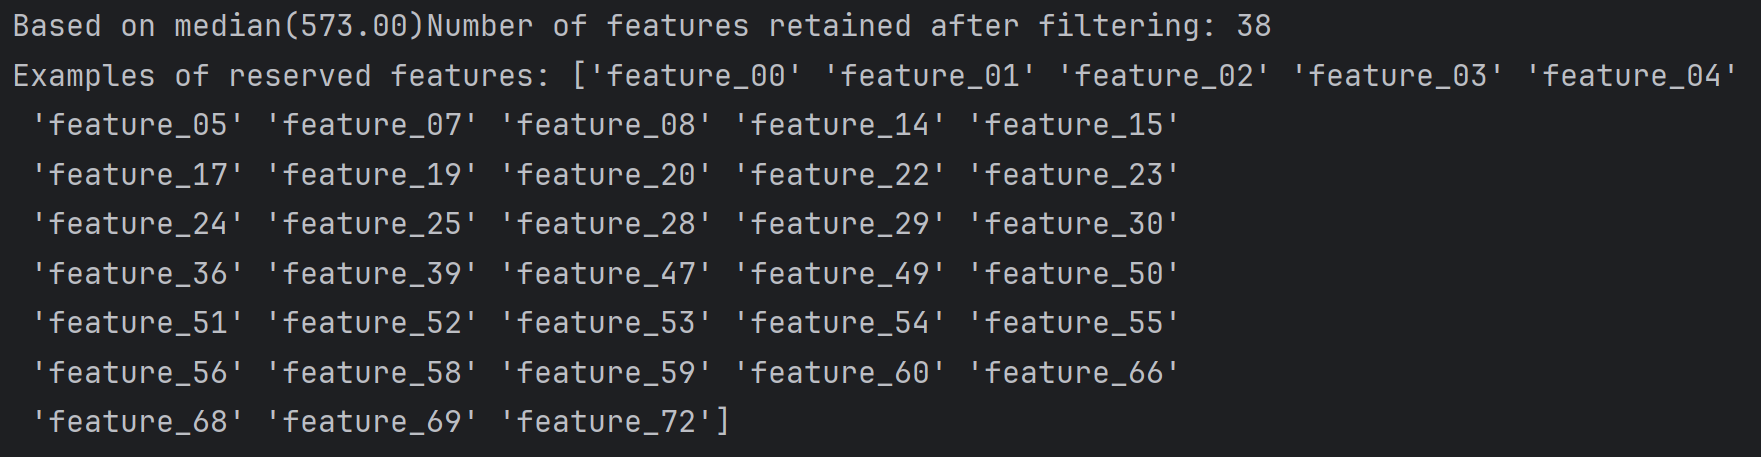 Based on median(573.00)Number of features retained after filtering: 38
Examples of reserved features: ['feature_00' 'feature_01' 'feature_02' 'feature_03' 'feature_04'
 'feature_05' 'feature_07' 'feature_08' 'feature_14' 'feature_15'
 'feature_17' 'feature_19' 'feature_20' 'feature_22' 'feature_23'
 'feature_24' 'feature_25' 'feature_28' 'feature_29' 'feature_30'
 'feature_36' 'feature_39' 'feature_47' 'feature_49' 'feature_50'
 'feature_51' 'feature_52' 'feature_53' 'feature_54' 'feature_55'
 'feature_56' 'feature_58' 'feature_59' 'feature_60' 'feature_66'
 'feature_68' 'feature_69' 'feature_72']